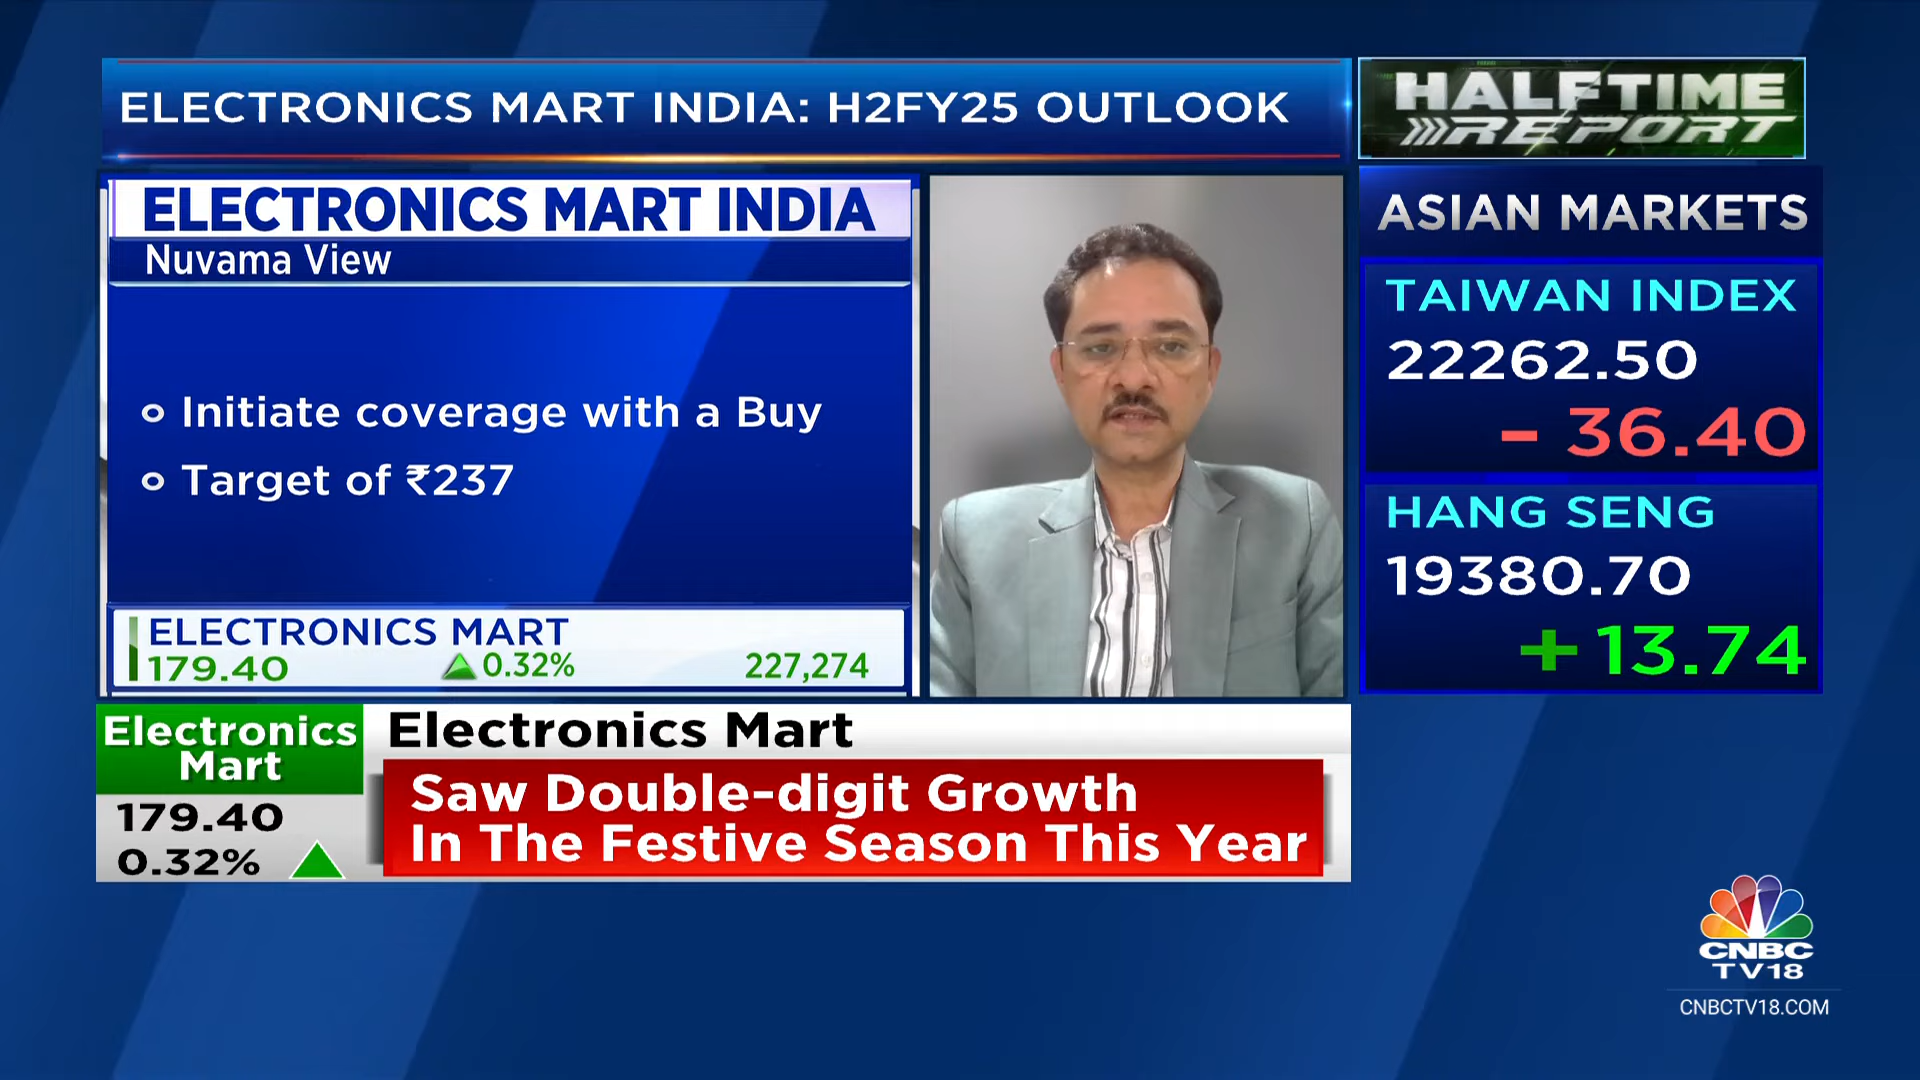 ELECTRONICS MART INDIA: H2FY25 OUTLOOK
HALFTIME
REPORT
ELECTRONICS MART INDIA
Nuvama View
Initiate coverage with a Buy
Target of ₹237
ELECTRONICS MART
179.40 0.32% 227,274
ASIAN MARKETS
TAIWAN INDEX
22262.50
- 36.40
HANG SENG
19380.70
+ 13.74
Electronics
Mart
179.40
0.32%
Electronics Mart
Saw Double-digit Growth
In The Festive Season This Year
CNBC
TV18
CNBCTV18.COM